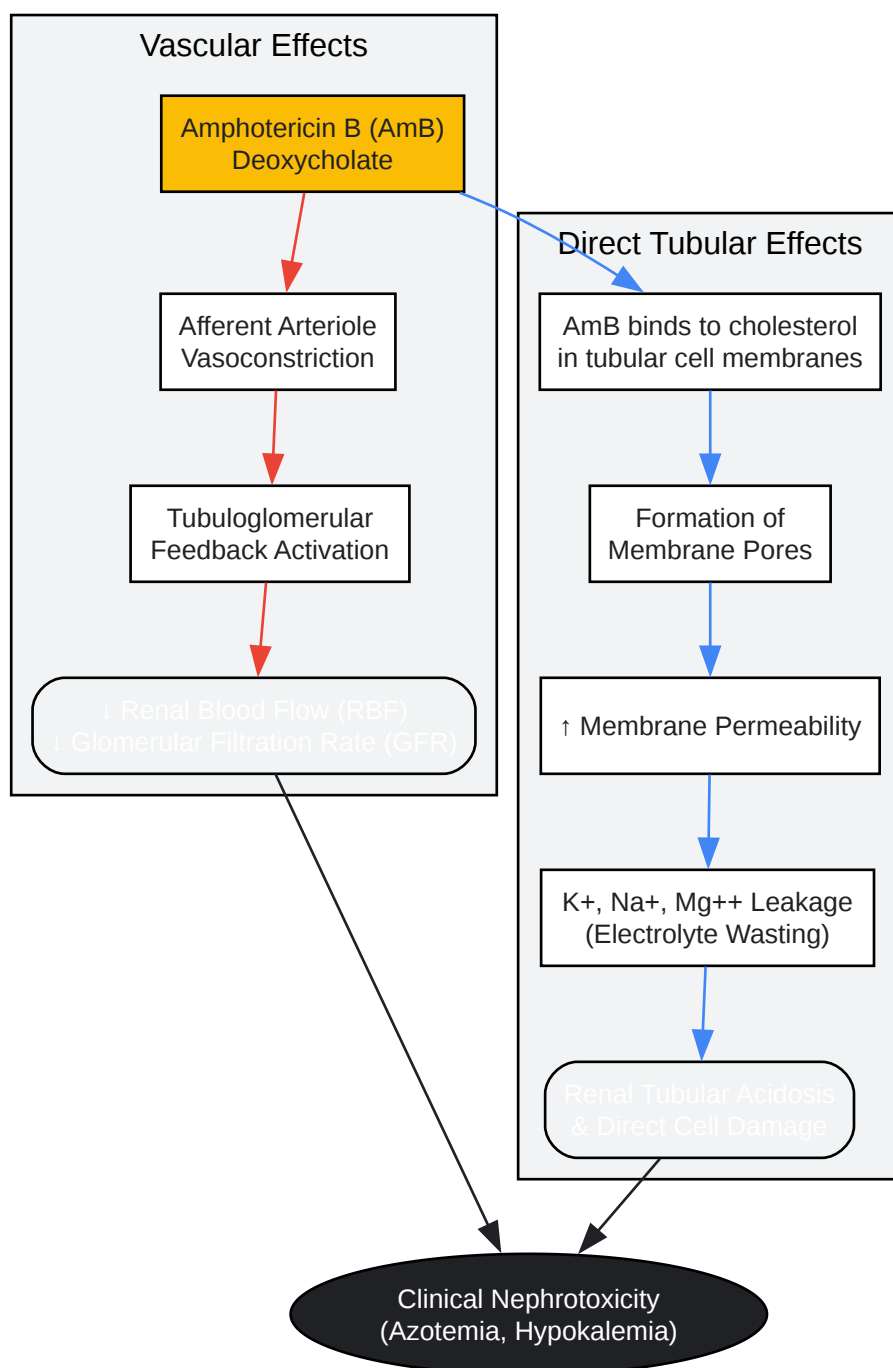 Vascular Effects
Amphotericin B (AmB)
Deoxycholate
Afferent Arteriole
Vasoconstriction
Tubuloglomerular
Feedback Activation
↓ Renal Blood Flow (RBF)
↓ Glomerular Filtration Rate (GFR)
Direct Tubular Effects
AmB binds to cholesterol
in tubular cell membranes
Formation of
Membrane Pores
↑ Membrane Permeability
K+, Na+, Mg++ Leakage
(Electrolyte Wasting)
Renal Tubular Acidosis
& Direct Cell Damage
Clinical Nephrotoxicity
(Azotemia, Hypokalemia)